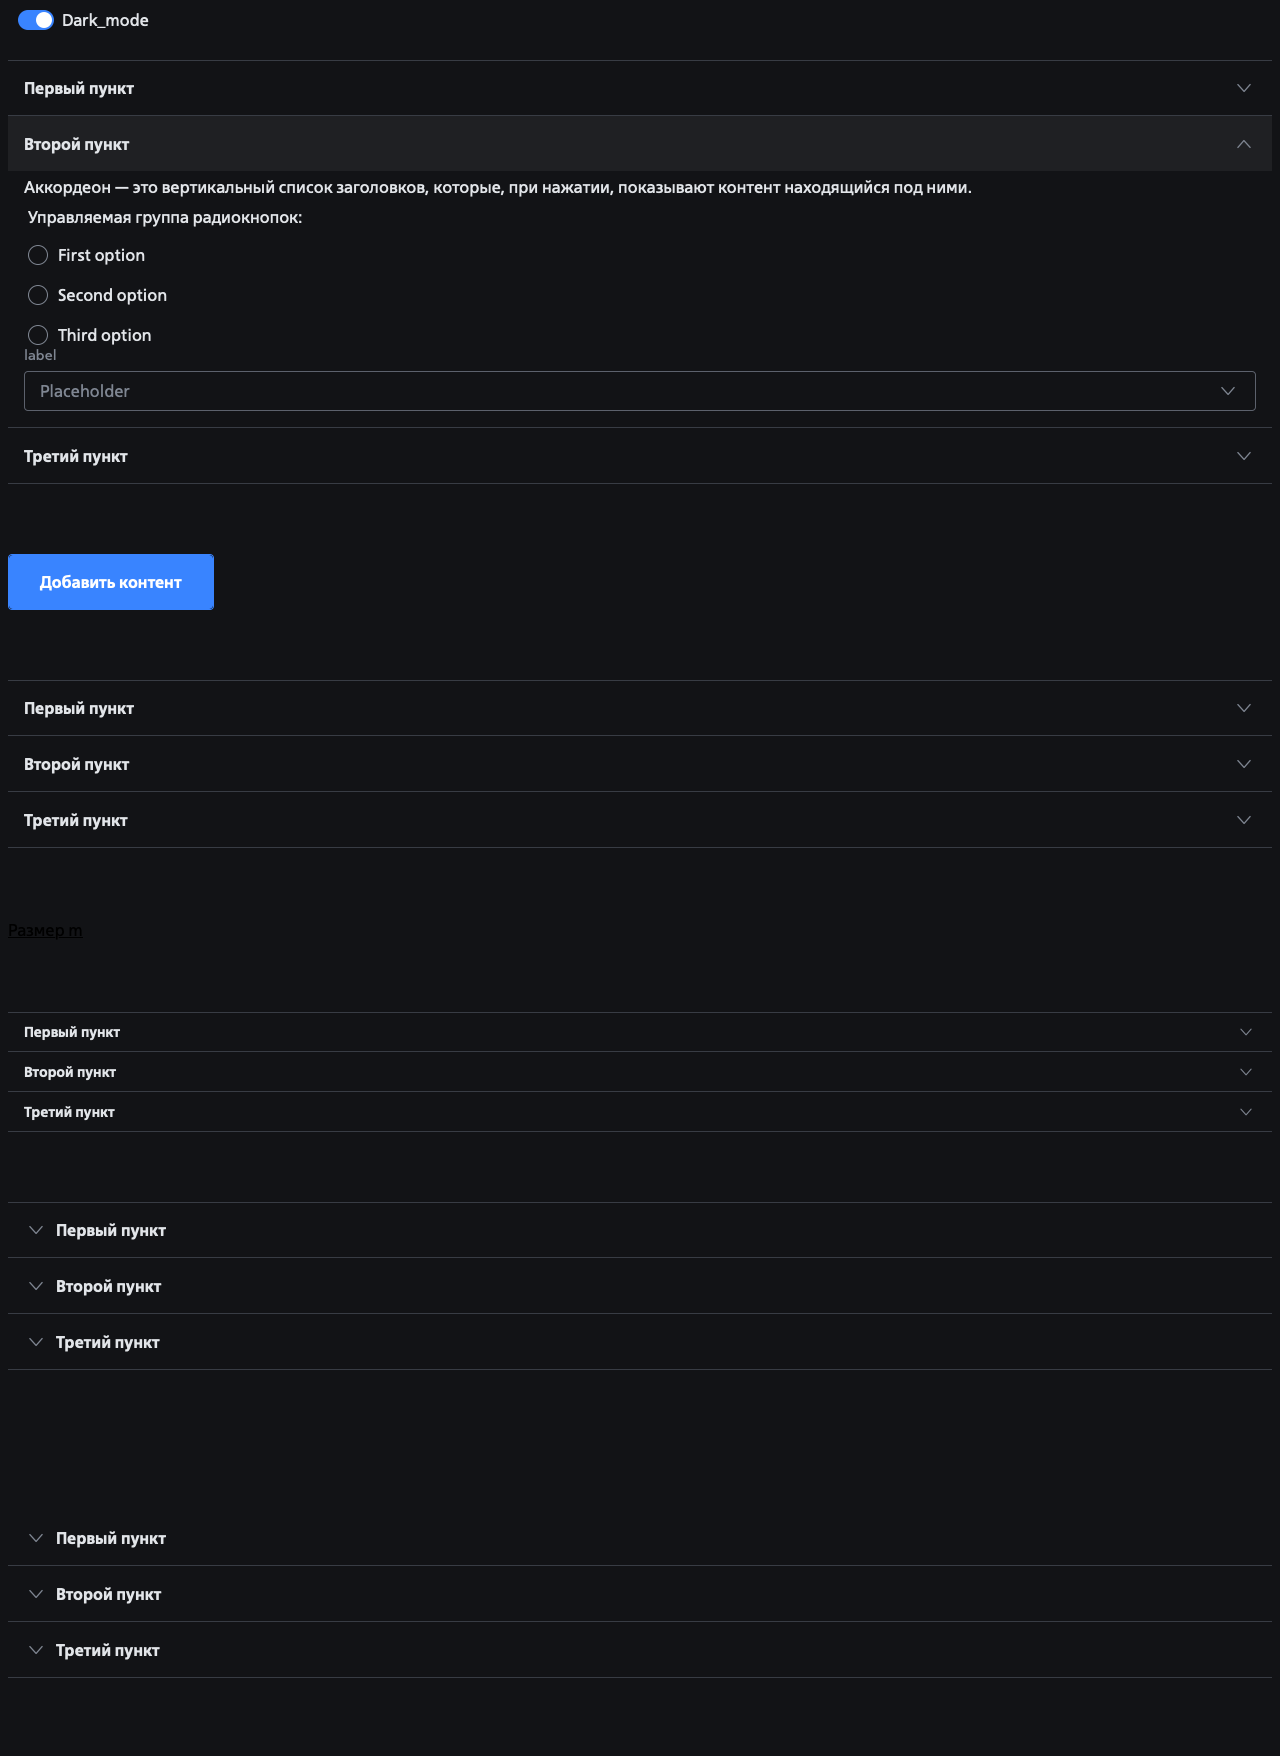 Dark_mode
Первый пункт
Второй пункт
Аккордеон — это вертикальный список заголовков, которые, при нажатии, показывают контент находящийся под ними.
Управляемая группа радиокнопок:
First option
Second option
Third option
label
Placeholder
Третий пункт
Добавить контент
Первый пункт
Второй пункт
Третий пункт
Размер m
Первый пункт
Второй пункт
Третий пункт
Первый пункт
Второй пункт
Третий пункт
Первый пункт
Второй пункт
Третий пункт